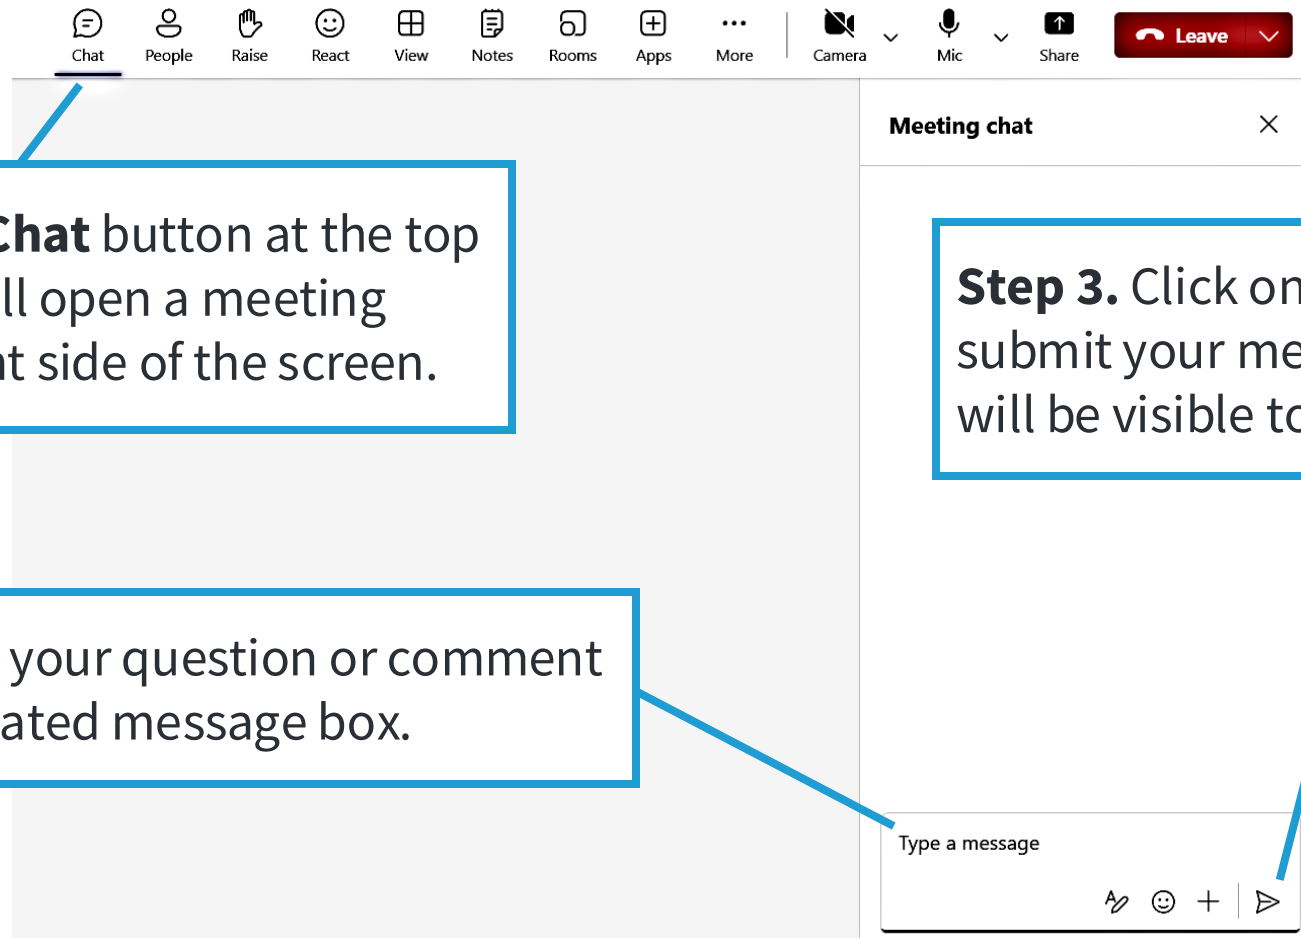 Chat People Raise React View Notes Rooms Apps More Camera Mic Share Leave
Meeting chat
Chat button at the top
ll open a meeting
t side of the screen.
Step 3. Click on
submit your me
will be visible to
your question or comment
ated message box.
Type a message